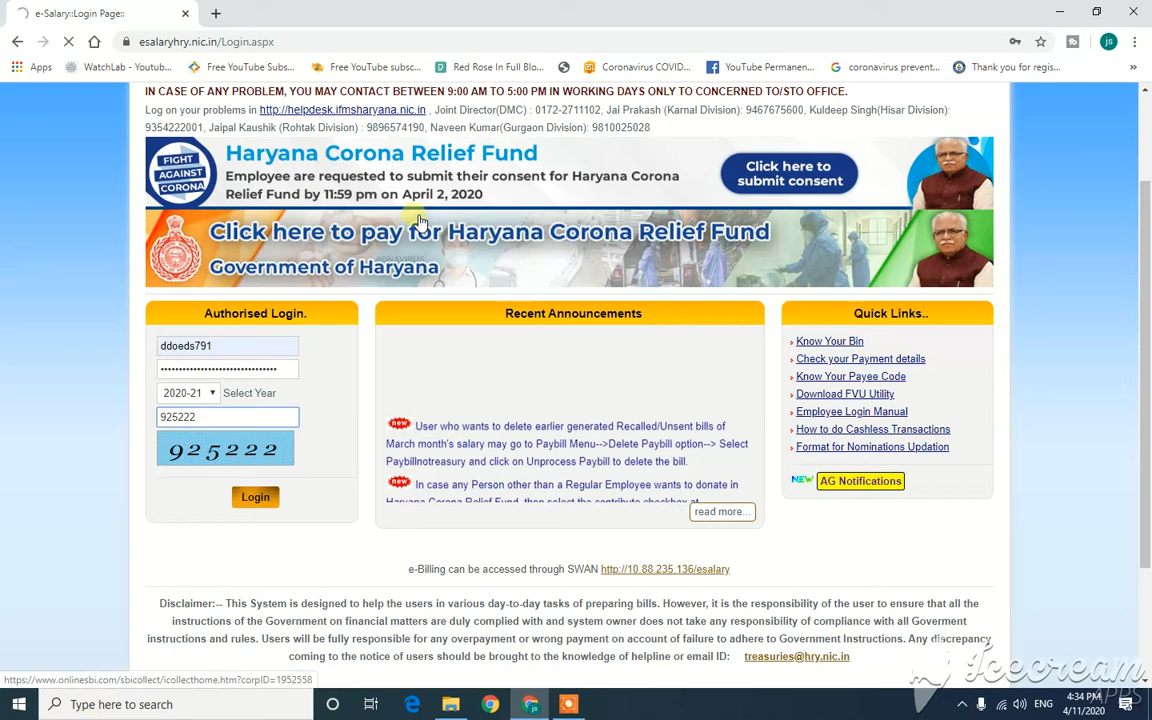 e-Salary::Login Page::
esalaryhry.nic.in/Login.aspx
js
Apps
WatchLab - Youtub...
Free YouTube Subs...
Free YouTube subsc...
Red Rose In Full Blo...
Coronavirus COVID...
YouTube Permanen...
coronavirus prevent...
Thank you for regis...
IN CASE OF ANY PROBLEM, YOU MAY CONTACT BETWEEN 9:00 AM TO 5:00 PM IN WORKING DAYS ONLY TO CONCERNED TO/STO OFFICE.
Log on your problems in http://helpdesk.ifmsharyana.nic.in , Joint Director(DMC) : 0172-2711102, Jai Prakash (Karnal Division): 9467675600, Kuldeep Singh(Hisar Division):
9354222001, Jaipal Kaushik (Rohtak Division) : 9896574190, Naveen Kumar(Gurgaon Division): 9810025028
FIGHT
AGAINST
CORONA
Haryana Corona Relief Fund
Employee are requested to submit their consent for Haryana Corona
Relief Fund by 11:59 pm on April 2, 2020
Click here to
submit consent
Click here to pay for Haryana Corona Relief Fund
Government of Haryana
Authorised Login.
ddoeds791
2020-21 Select Year
925222
925222
Login
Recent Announcements
new User who wants to delete earlier generated Recalled/Unsent bills of
March month's salary may go to Paybill Menu-->Delete Paybill option--> Select
Paybillnotreasury and click on Unprocess Paybill to delete the bill.
new In case any Person other than a Regular Employee wants to donate in
Haryana Corona Relief Fund, then select the contribute checkbox at
read more...
Quick Links..
Know Your Bin
Check your Payment details
Know Your Payee Code
Download FVU Utility
Employee Login Manual
How to do Cashless Transactions
Format for Nominations Updation
NEW AG Notifications
e-Billing can be accessed through SWAN http://10.88.235.136/esalary
Disclaimer:-- This System is designed to help the users in various day-to-day tasks of preparing bills. However, it is the responsibility of the user to ensure that all the
instructions of the Government on financial matters are duly complied with and system owner does not take any responsibility of compliance with all Goverment
instructions and rules. Users will be fully responsible for any overpayment or wrong payment on account of failure to adhere to Government Instructions. Any discrepancy
coming to the notice of users should be brought to the knowledge of helpline or email ID: treasuries@hry.nic.in
https://www.onlinesbi.com/sbicollect/icollecthome.htm?corpID=1952558
Icecream
APPS
Type here to search
ENG
4:34 PM
4/11/2020